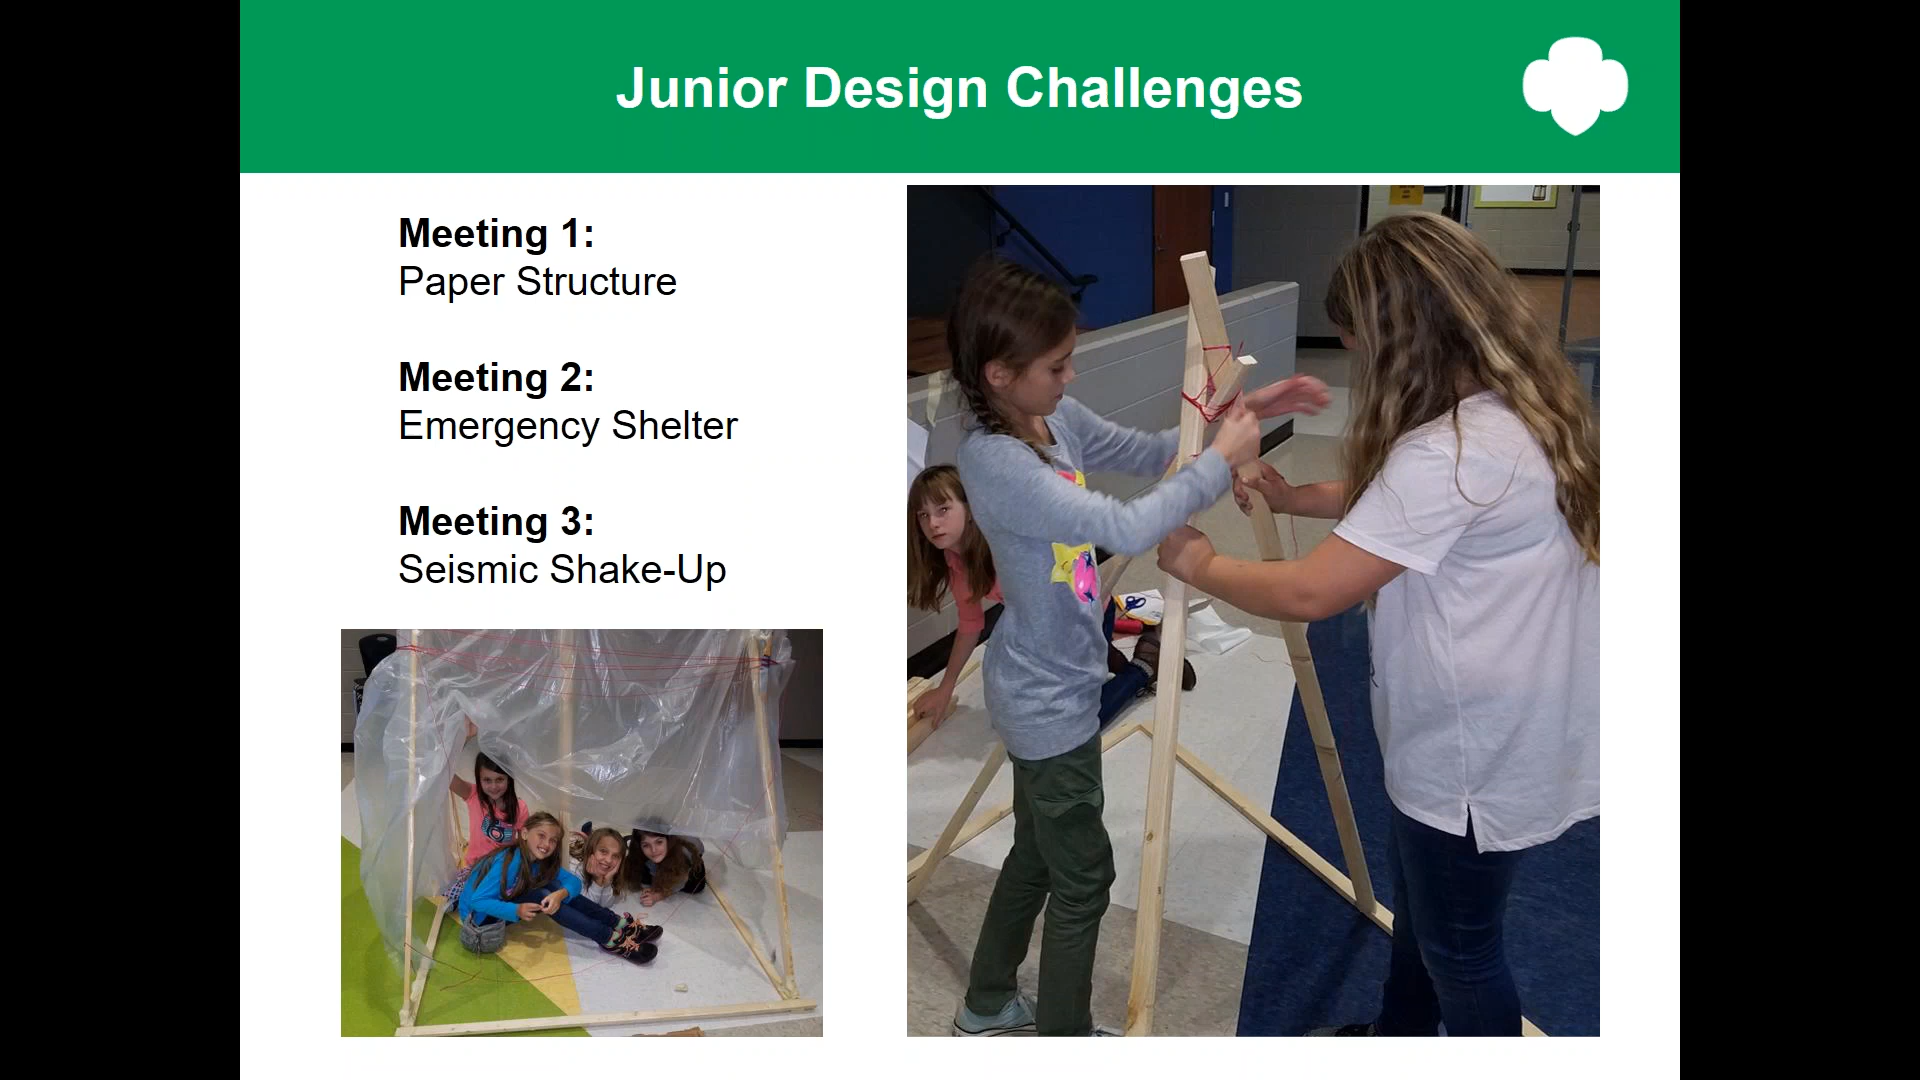 Junior Design Challenges
Meeting 1:
Paper Structure
Meeting 2:
Emergency Shelter
Meeting 3:
Seismic Shake-Up